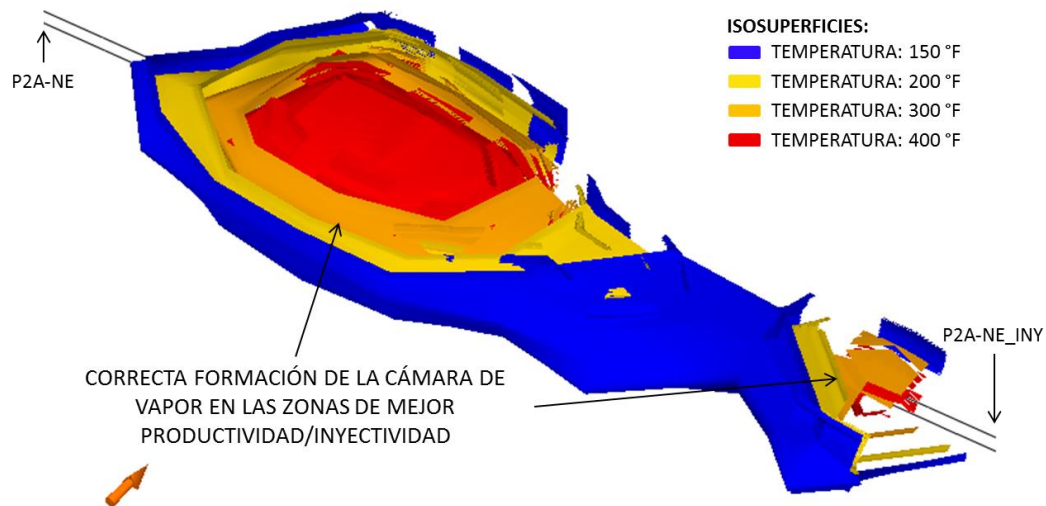 ISOSUPERFICIES:
TEMPERATURA: 150 °F
TEMPERATURA: 200 °F
TEMPERATURA: 300 °F
TEMPERATURA: 400 °F
P2A-NE
P2A-NE_INY
CORRECTA FORMACIÓN DE LA CÁMARA DE
VAPOR EN LAS ZONAS DE MEJOR
PRODUCTIVIDAD/INYECTIVIDAD